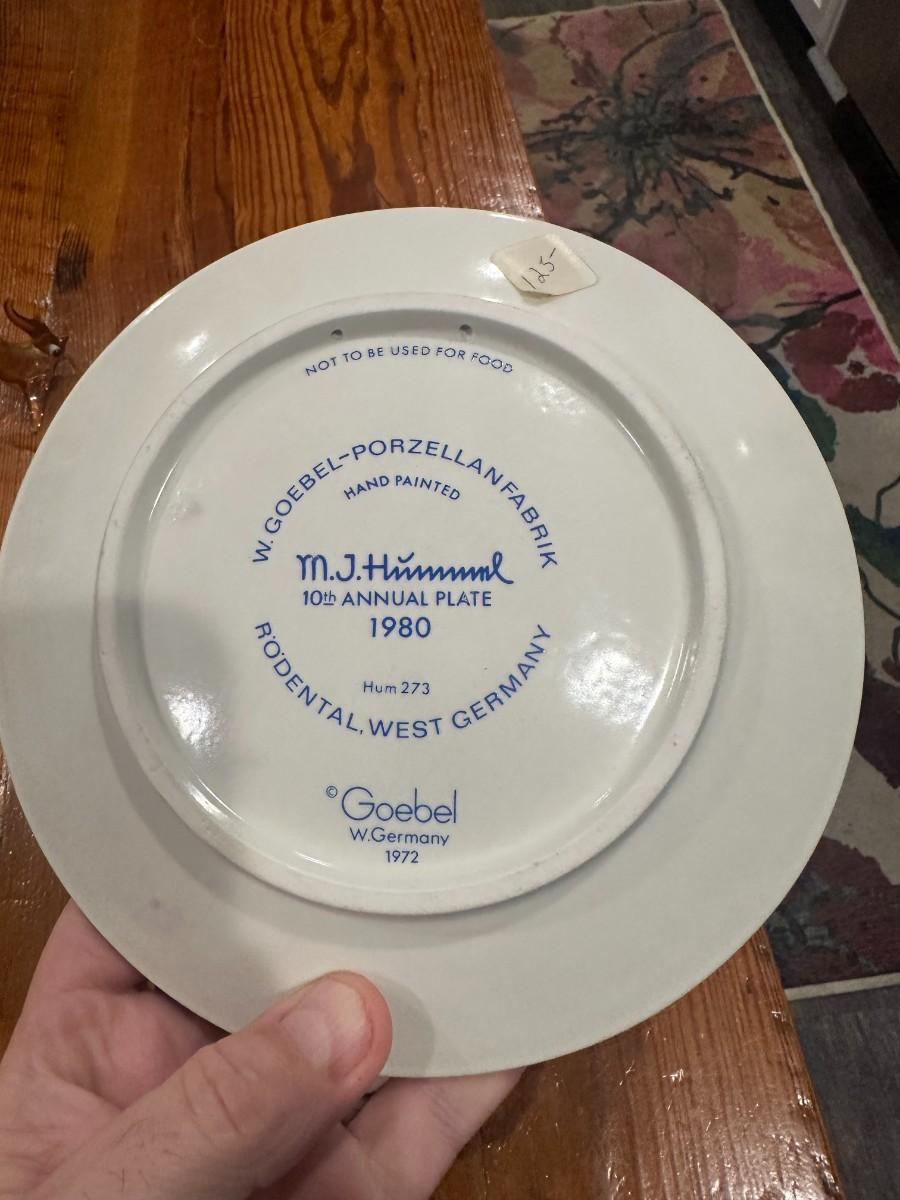 125-
NOT TO BE USED FOR FOOD
W. GOEBEL-PORZELLANFABRIK
HAND PAINTED
M.J.Hummel
10th ANNUAL PLATE
1980
Hum 273
RÖDENTAL, WEST GERMANY
© Goebel
W.Germany
1972